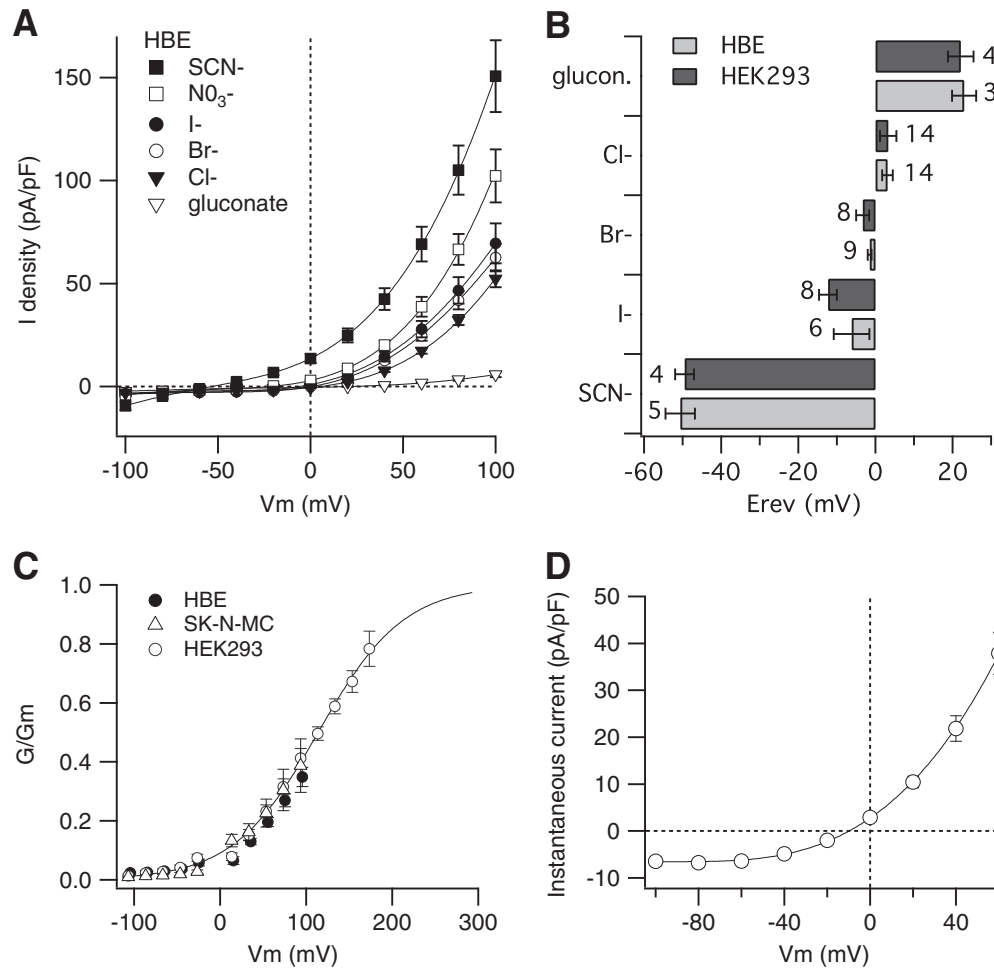 A
HBE
SCN-
N0₃-
I-
Br-
Cl-
gluconate
150
100
50
0
I density (pA/pF)
-100
-50
0
50
100
Vm (mV)
B
HBE
HEK293
glucon.
4
3
Cl-
14
14
Br-
8
9
I-
8
6
SCN-
4
5
-60
-40
-20
0
20
Erev (mV)
C
HBE
SK-N-MC
HEK293
1.0
0.8
0.6
0.4
0.2
0.0
G/Gm
-100
0
100
200
300
Vm (mV)
D
50
40
30
20
10
0
-10
Instantaneous current (pA/pF)
-80
-40
0
40
Vm (mV)